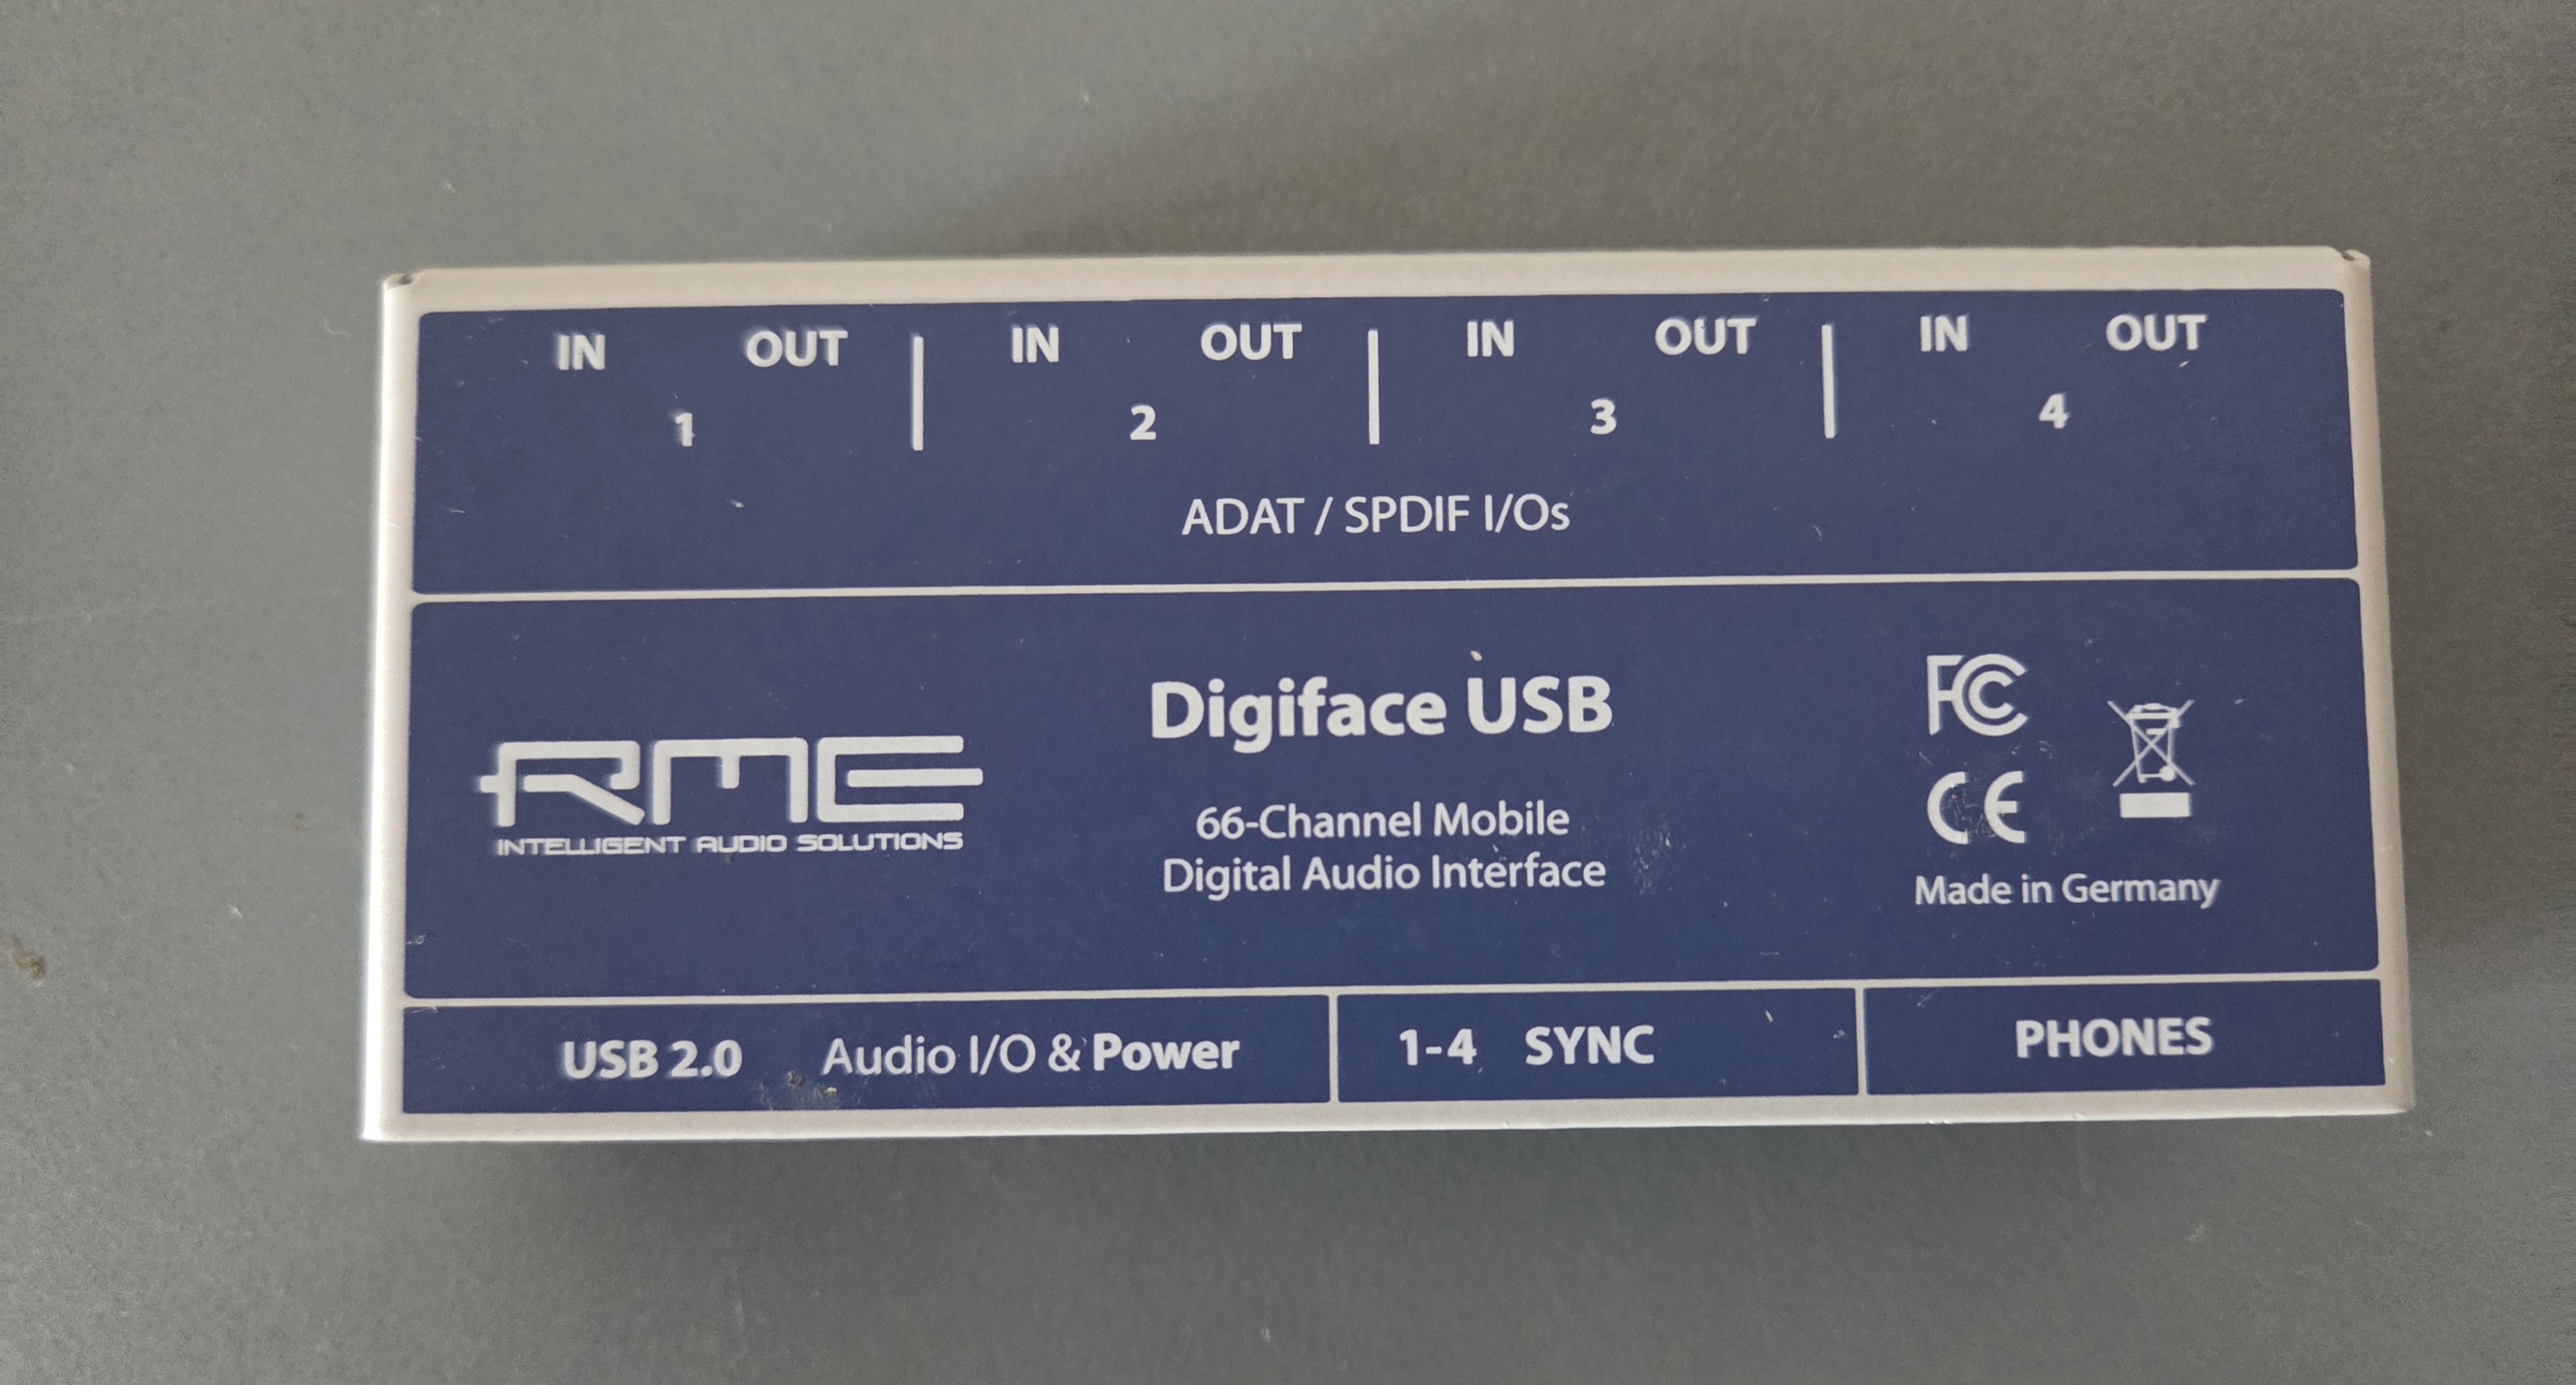 IN OUT IN OUT IN OUT IN OUT
1 2 3 4
ADAT / SPDIF I/Os
RME
INTELLIGENT AUDIO SOLUTIONS
Digiface USB
66-Channel Mobile
Digital Audio Interface
FC
CE
Made in Germany
USB 2.0 Audio I/O & Power
1-4 SYNC
PHONES